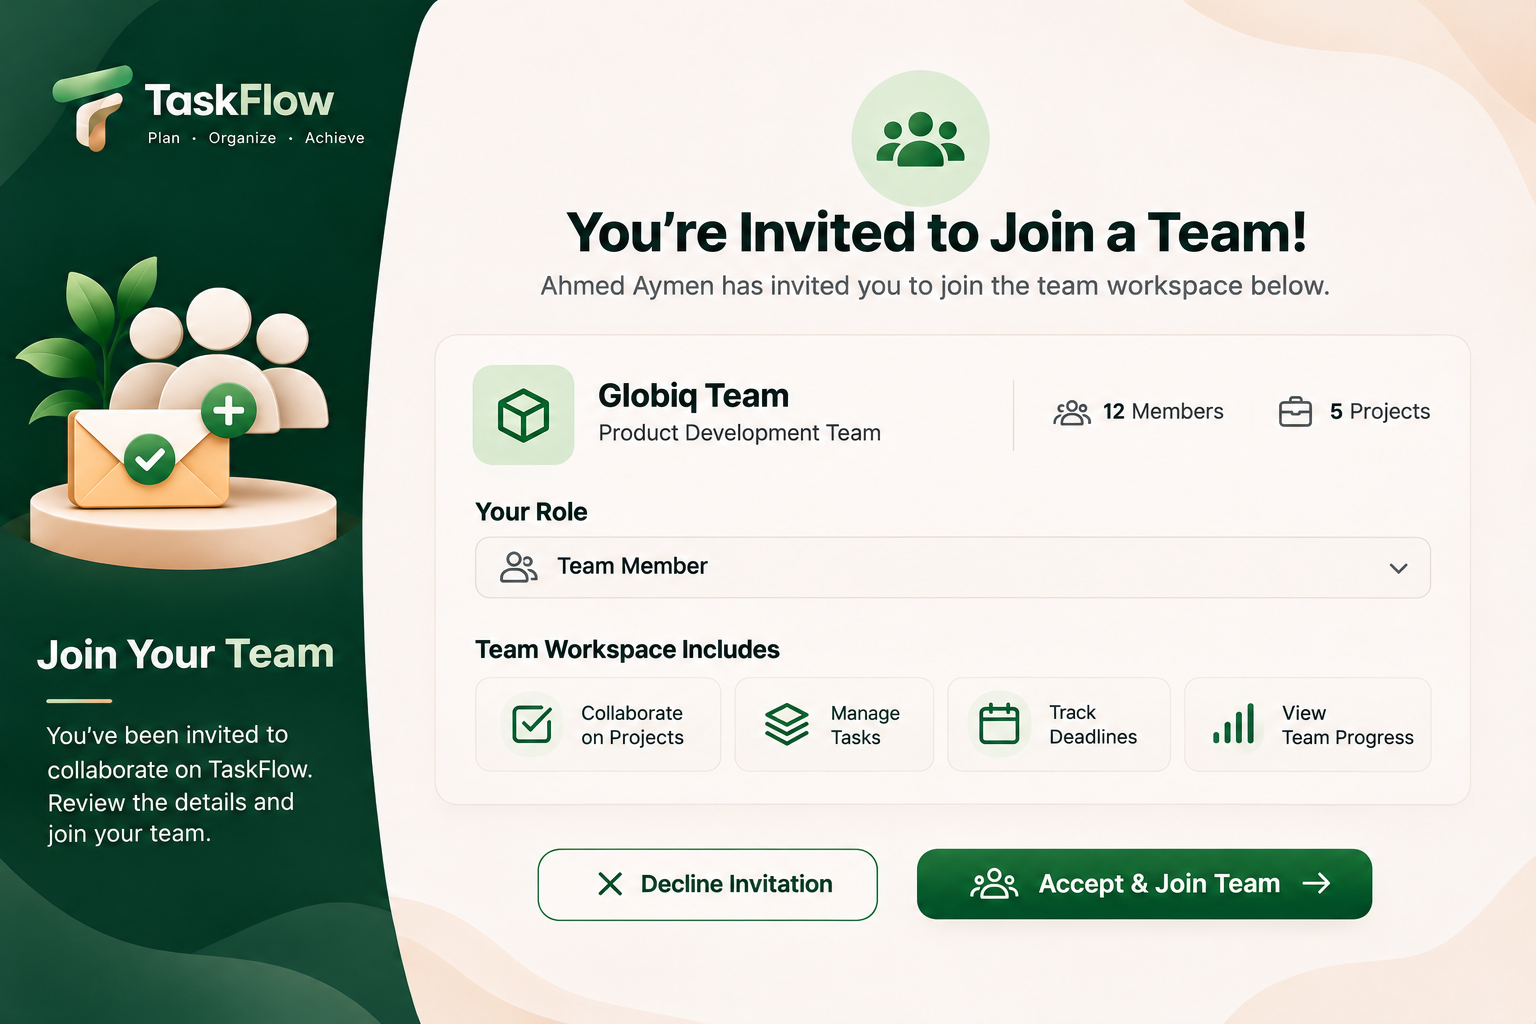 TaskFlow
Plan · Organize · Achieve
Join Your Team
You’ve been invited to
collaborate on TaskFlow.
Review the details and
join your team.
You’re Invited to Join a Team!
Ahmed Aymen has invited you to join the team workspace below.
Globiq Team
Product Development Team
12 Members
5 Projects
Your Role
Team Member
Team Workspace Includes
Collaborate
on Projects
Manage
Tasks
Track
Deadlines
View
Team Progress
Decline Invitation
Accept & Join Team